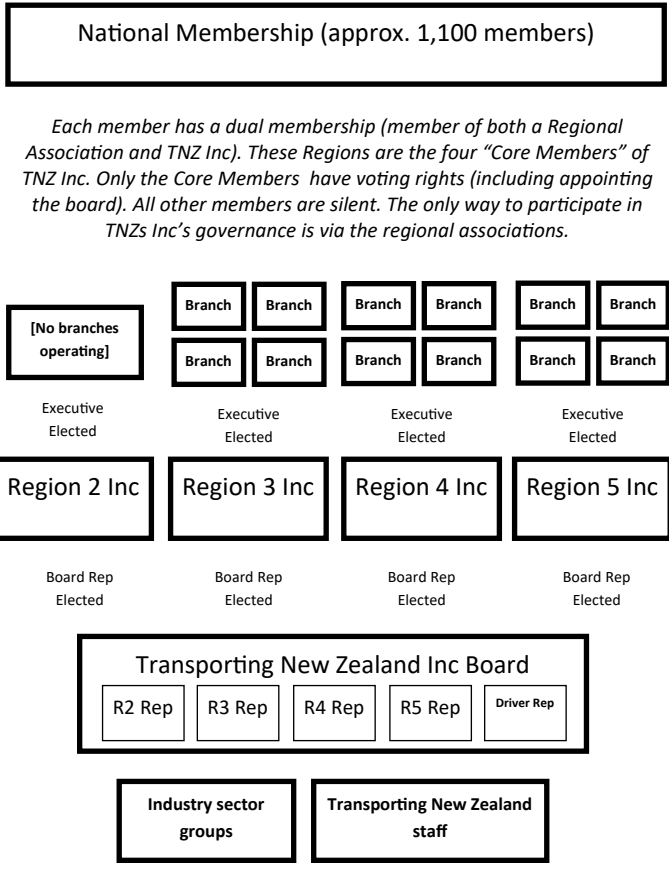 National Membership (approx. 1,100 members)
Each member has a dual membership (member of both a Regional
Association and TNZ Inc). These Regions are the four “Core Members” of
TNZ Inc. Only the Core Members  have voting rights (including appointing
the board). All other members are silent. The only way to participate in
TNZs Inc’s governance is via the regional associations.
[No branches
operating]
Branch Branch Branch Branch Branch Branch
Branch Branch Branch Branch Branch Branch
Executive
Elected
Executive
Elected
Executive
Elected
Executive
Elected
Region 2 Inc
Region 3 Inc
Region 4 Inc
Region 5 Inc
Board Rep
Elected
Board Rep
Elected
Board Rep
Elected
Board Rep
Elected
Transporting New Zealand Inc Board
R2 Rep
R3 Rep
R4 Rep
R5 Rep
Driver Rep
Industry sector
groups
Transporting New Zealand
staff